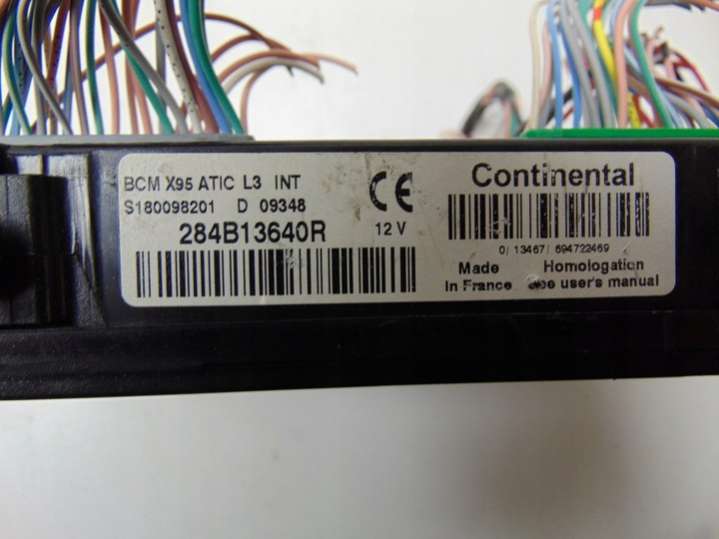 BCM X95 ATIC L3 INT
S180098201 D 09348
284B13640R
CE
12 V
Continental
0/ 13467/ 694722469
Made
in France
Homologation
see user's manual